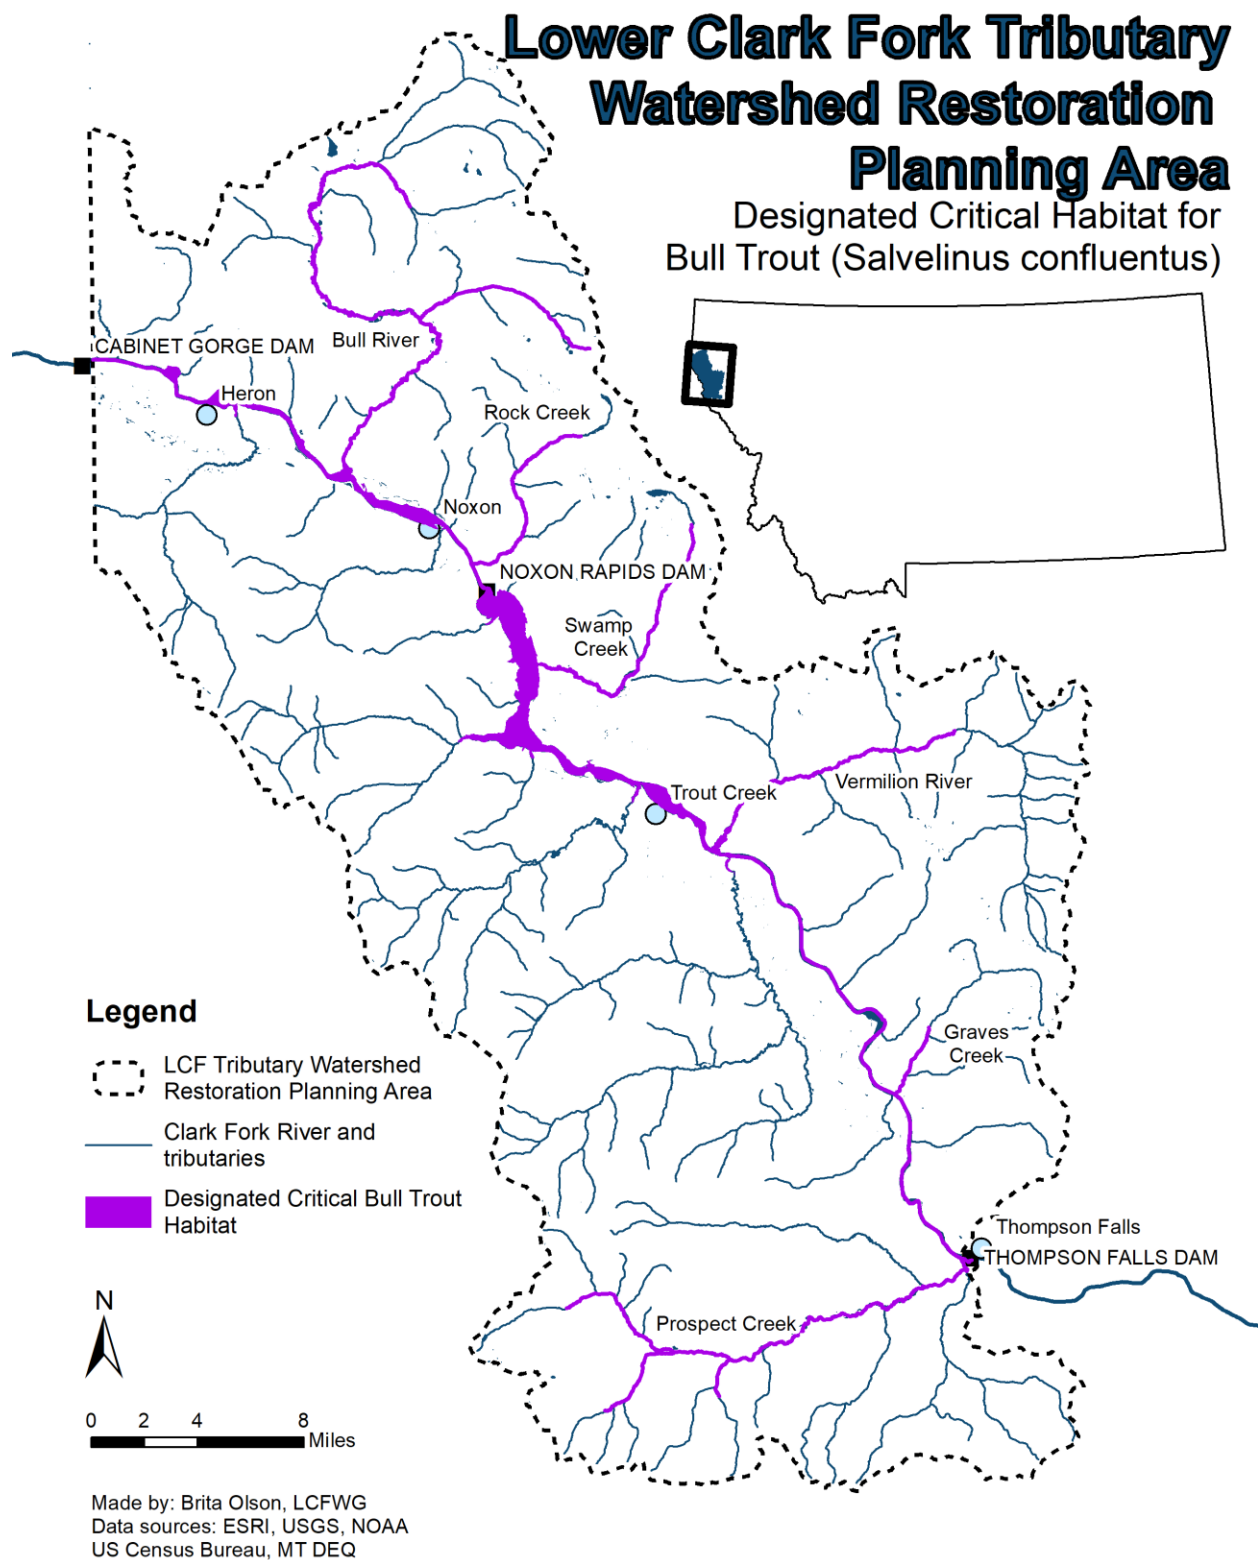 Lower Clark Fork Tributary
Watershed Restoration
Planning Area
Designated Critical Habitat for
Bull Trout (Salvelinus confluentus)
Bull River
CABINET GORGE DAM
Heron
Rock Creek
Noxon
NOXON RAPIDS DAM
Swamp
Creek
Trout Creek
Vermilion River
Graves
Creek
Thompson Falls
THOMPSON FALLS DAM
Prospect Creek
Legend
LCF Tributary Watershed
Restoration Planning Area
Clark Fork River and
tributaries
Designated Critical Bull Trout
Habitat
N
0 2 4 8
Miles
Made by: Brita Olson, LCFWG
Data sources: ESRI, USGS, NOAA
US Census Bureau, MT DEQ